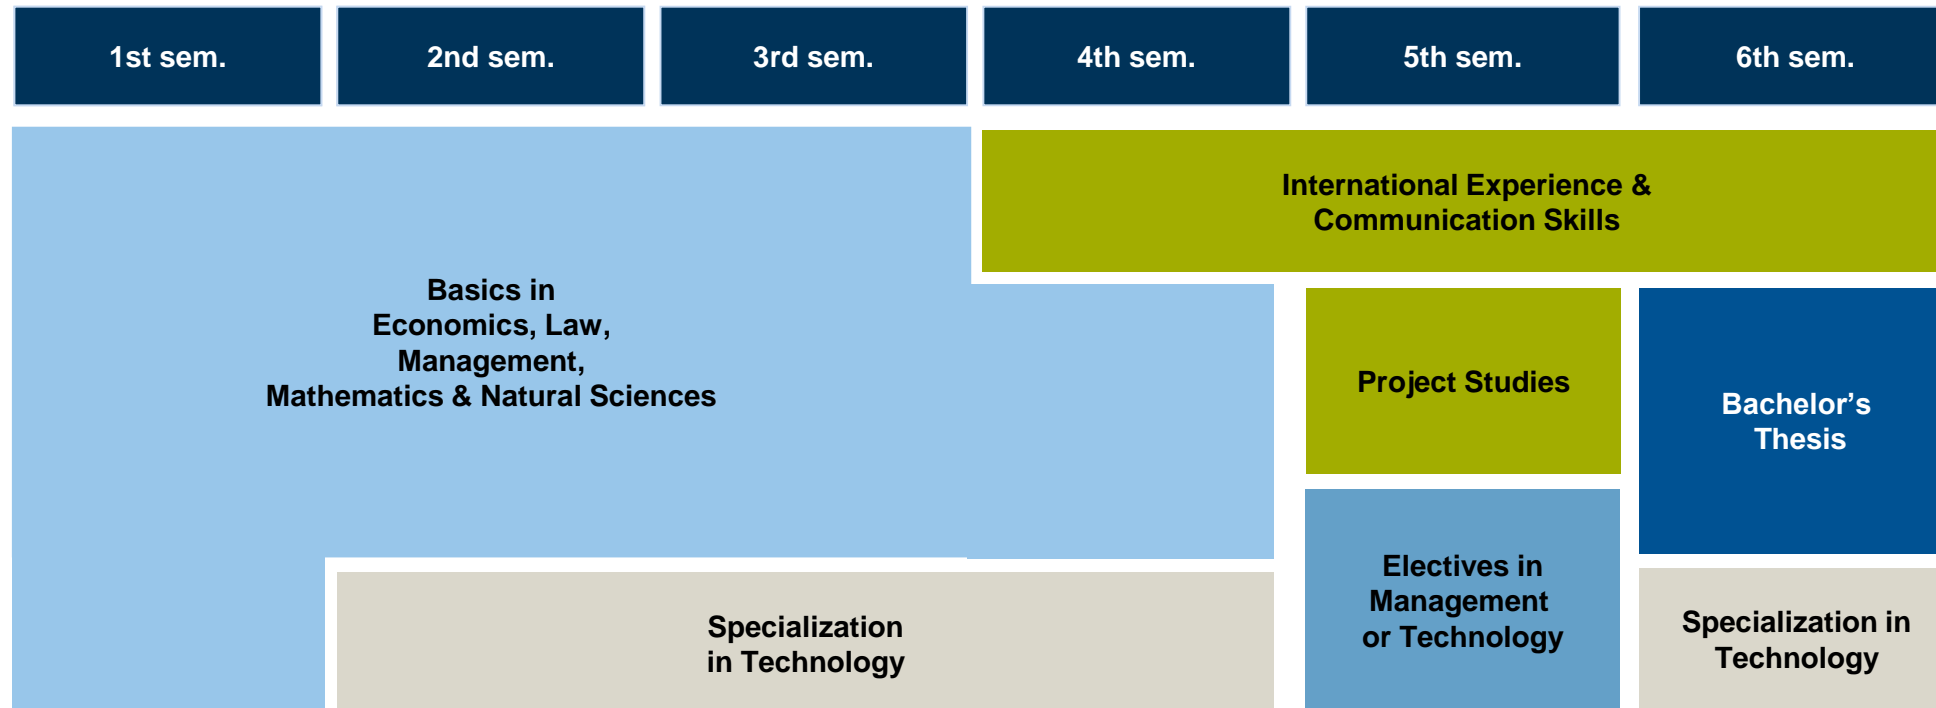 1st sem.
2nd sem.
3rd sem.
4th sem.
5th sem.
6th sem.
International Experience &
Communication Skills
Basics in
Economics, Law,
Management,
Mathematics & Natural Sciences
Project Studies
Bachelor’s
Thesis
Electives in
Management
or Technology
Specialization
in Technology
Specialization in
Technology